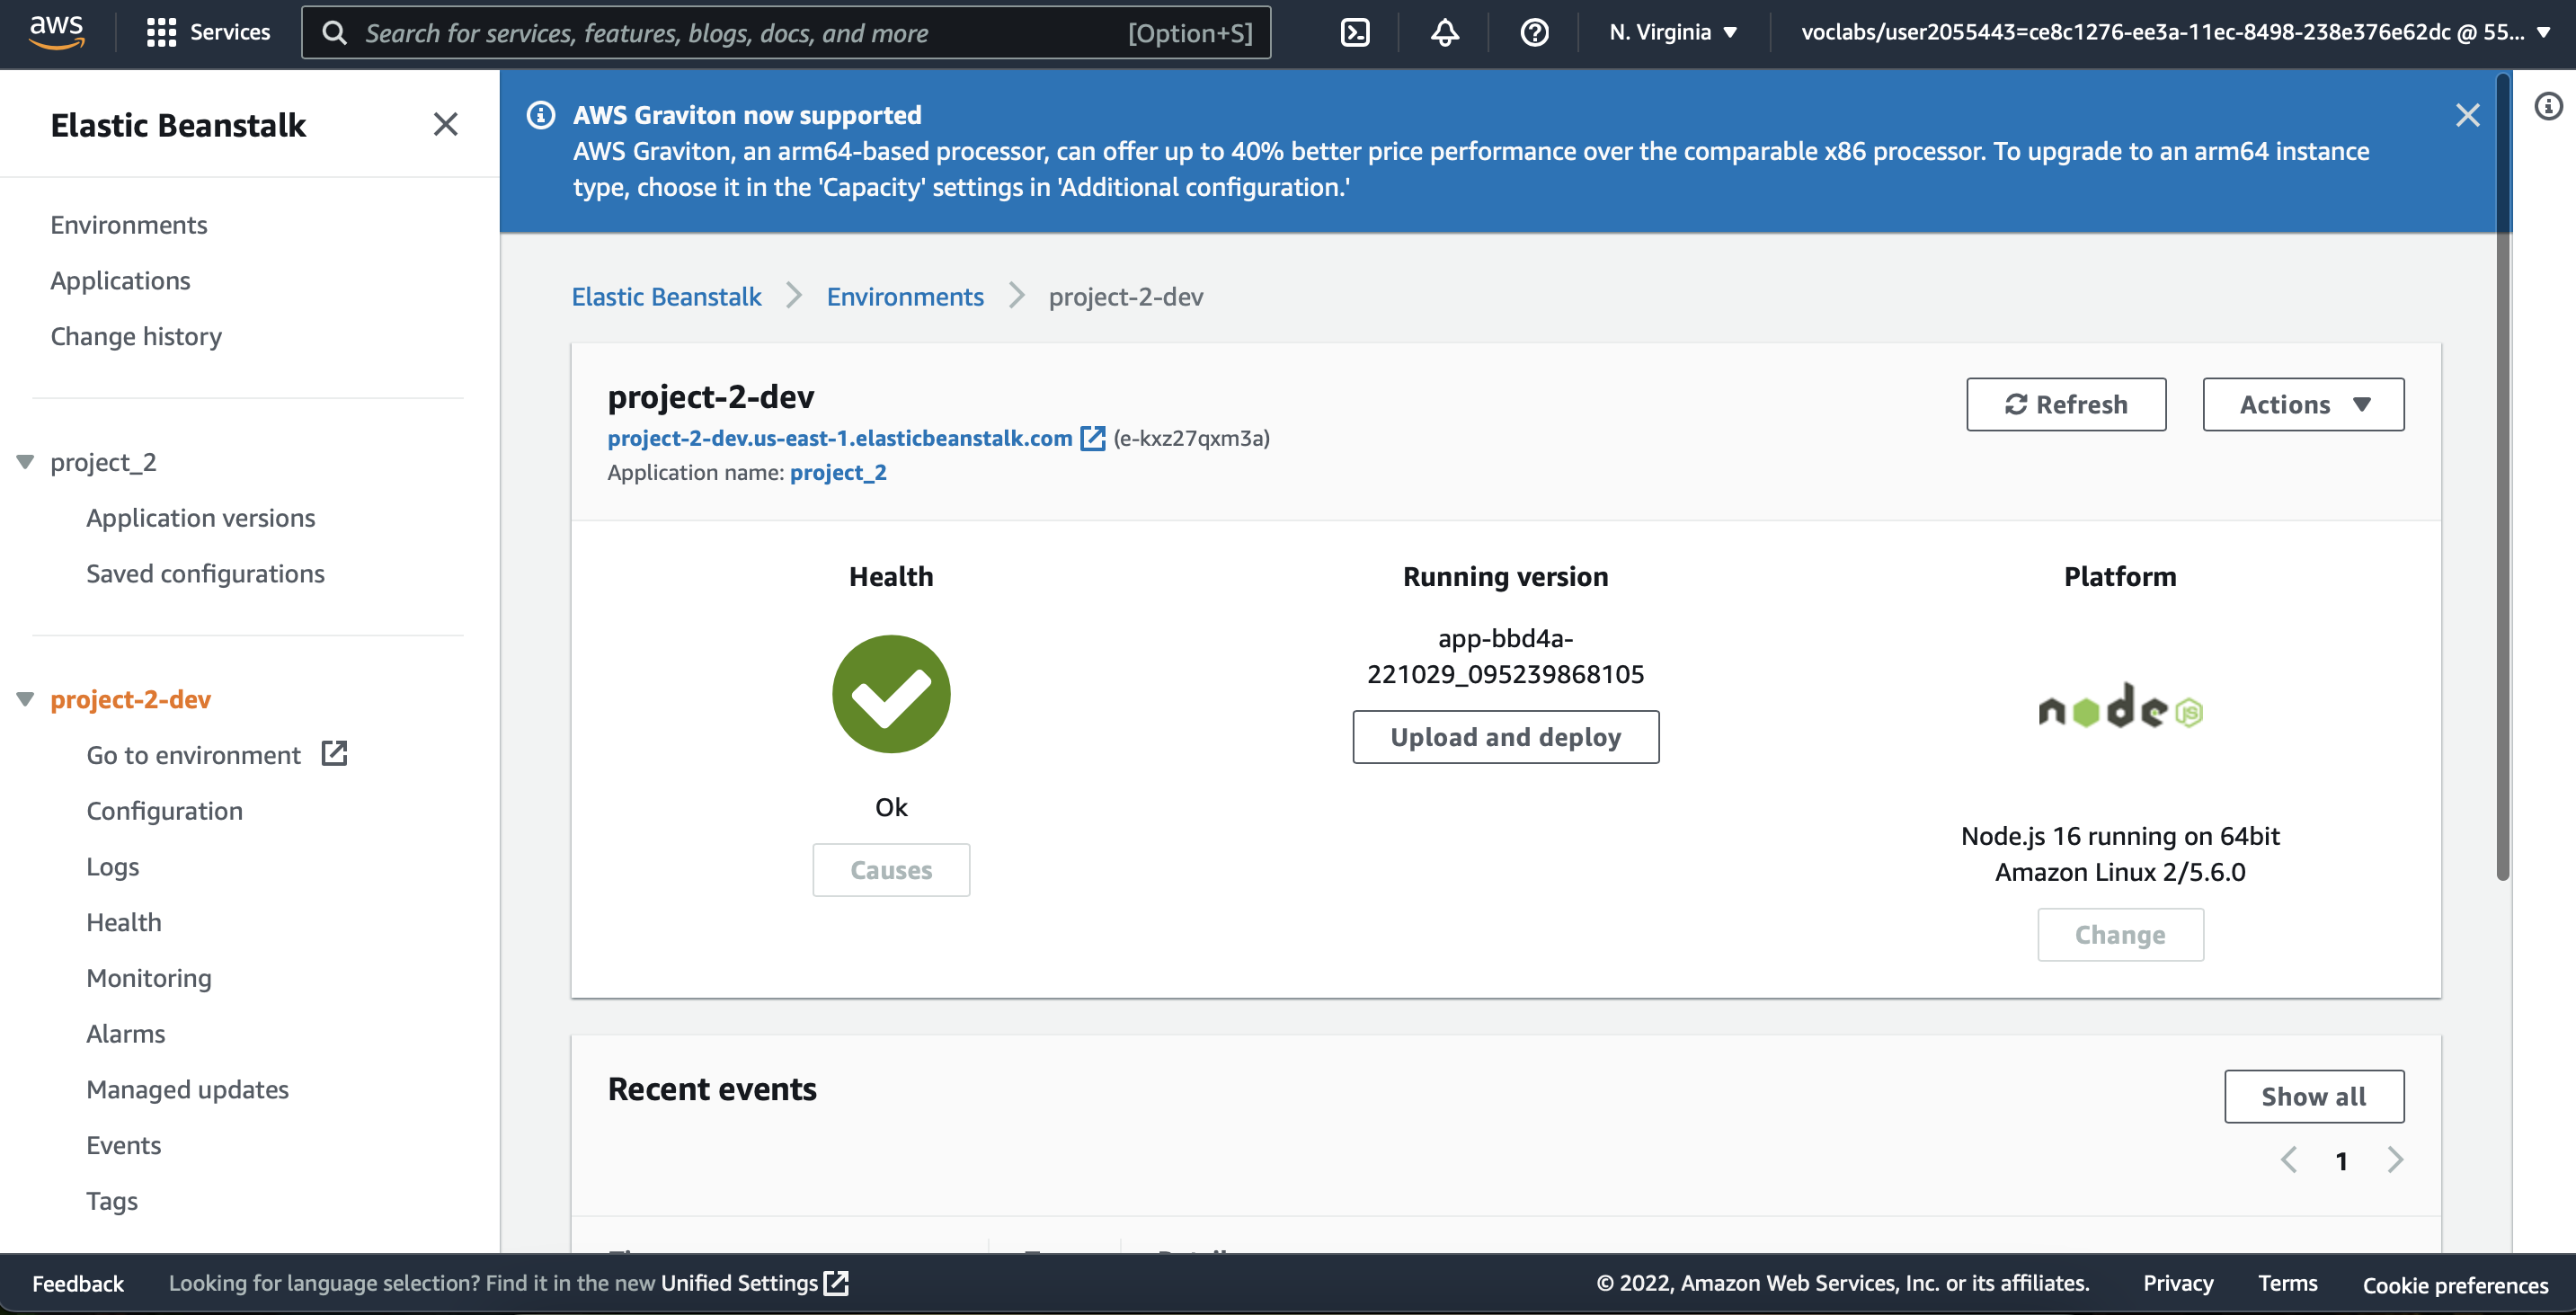 aws
Services
Search for services, features, blogs, docs, and more
[Option+S]
N. Virginia
voclabs/user2055443=ce8c1276-ee3a-11ec-8498-238e376e62dc @ 55...
Elastic Beanstalk
Environments
Applications
Change history
project_2
Application versions
Saved configurations
project-2-dev
Go to environment
Configuration
Logs
Health
Monitoring
Alarms
Managed updates
Events
Tags
AWS Graviton now supported
AWS Graviton, an arm64-based processor, can offer up to 40% better price performance over the comparable x86 processor. To upgrade to an arm64 instance
type, choose it in the 'Capacity' settings in 'Additional configuration.'
Elastic Beanstalk
Environments
project-2-dev
project-2-dev
project-2-dev.us-east-1.elasticbeanstalk.com (e-kxz27qxm3a)
Application name: project_2
Refresh
Actions
Health
Ok
Causes
Running version
app-bbd4a-
221029_095239868105
Upload and deploy
Platform
node JS
Node.js 16 running on 64bit
Amazon Linux 2/5.6.0
Change
Recent events
Show all
1
Feedback
Looking for language selection? Find it in the new Unified Settings
© 2022, Amazon Web Services, Inc. or its affiliates.
Privacy
Terms
Cookie preferences